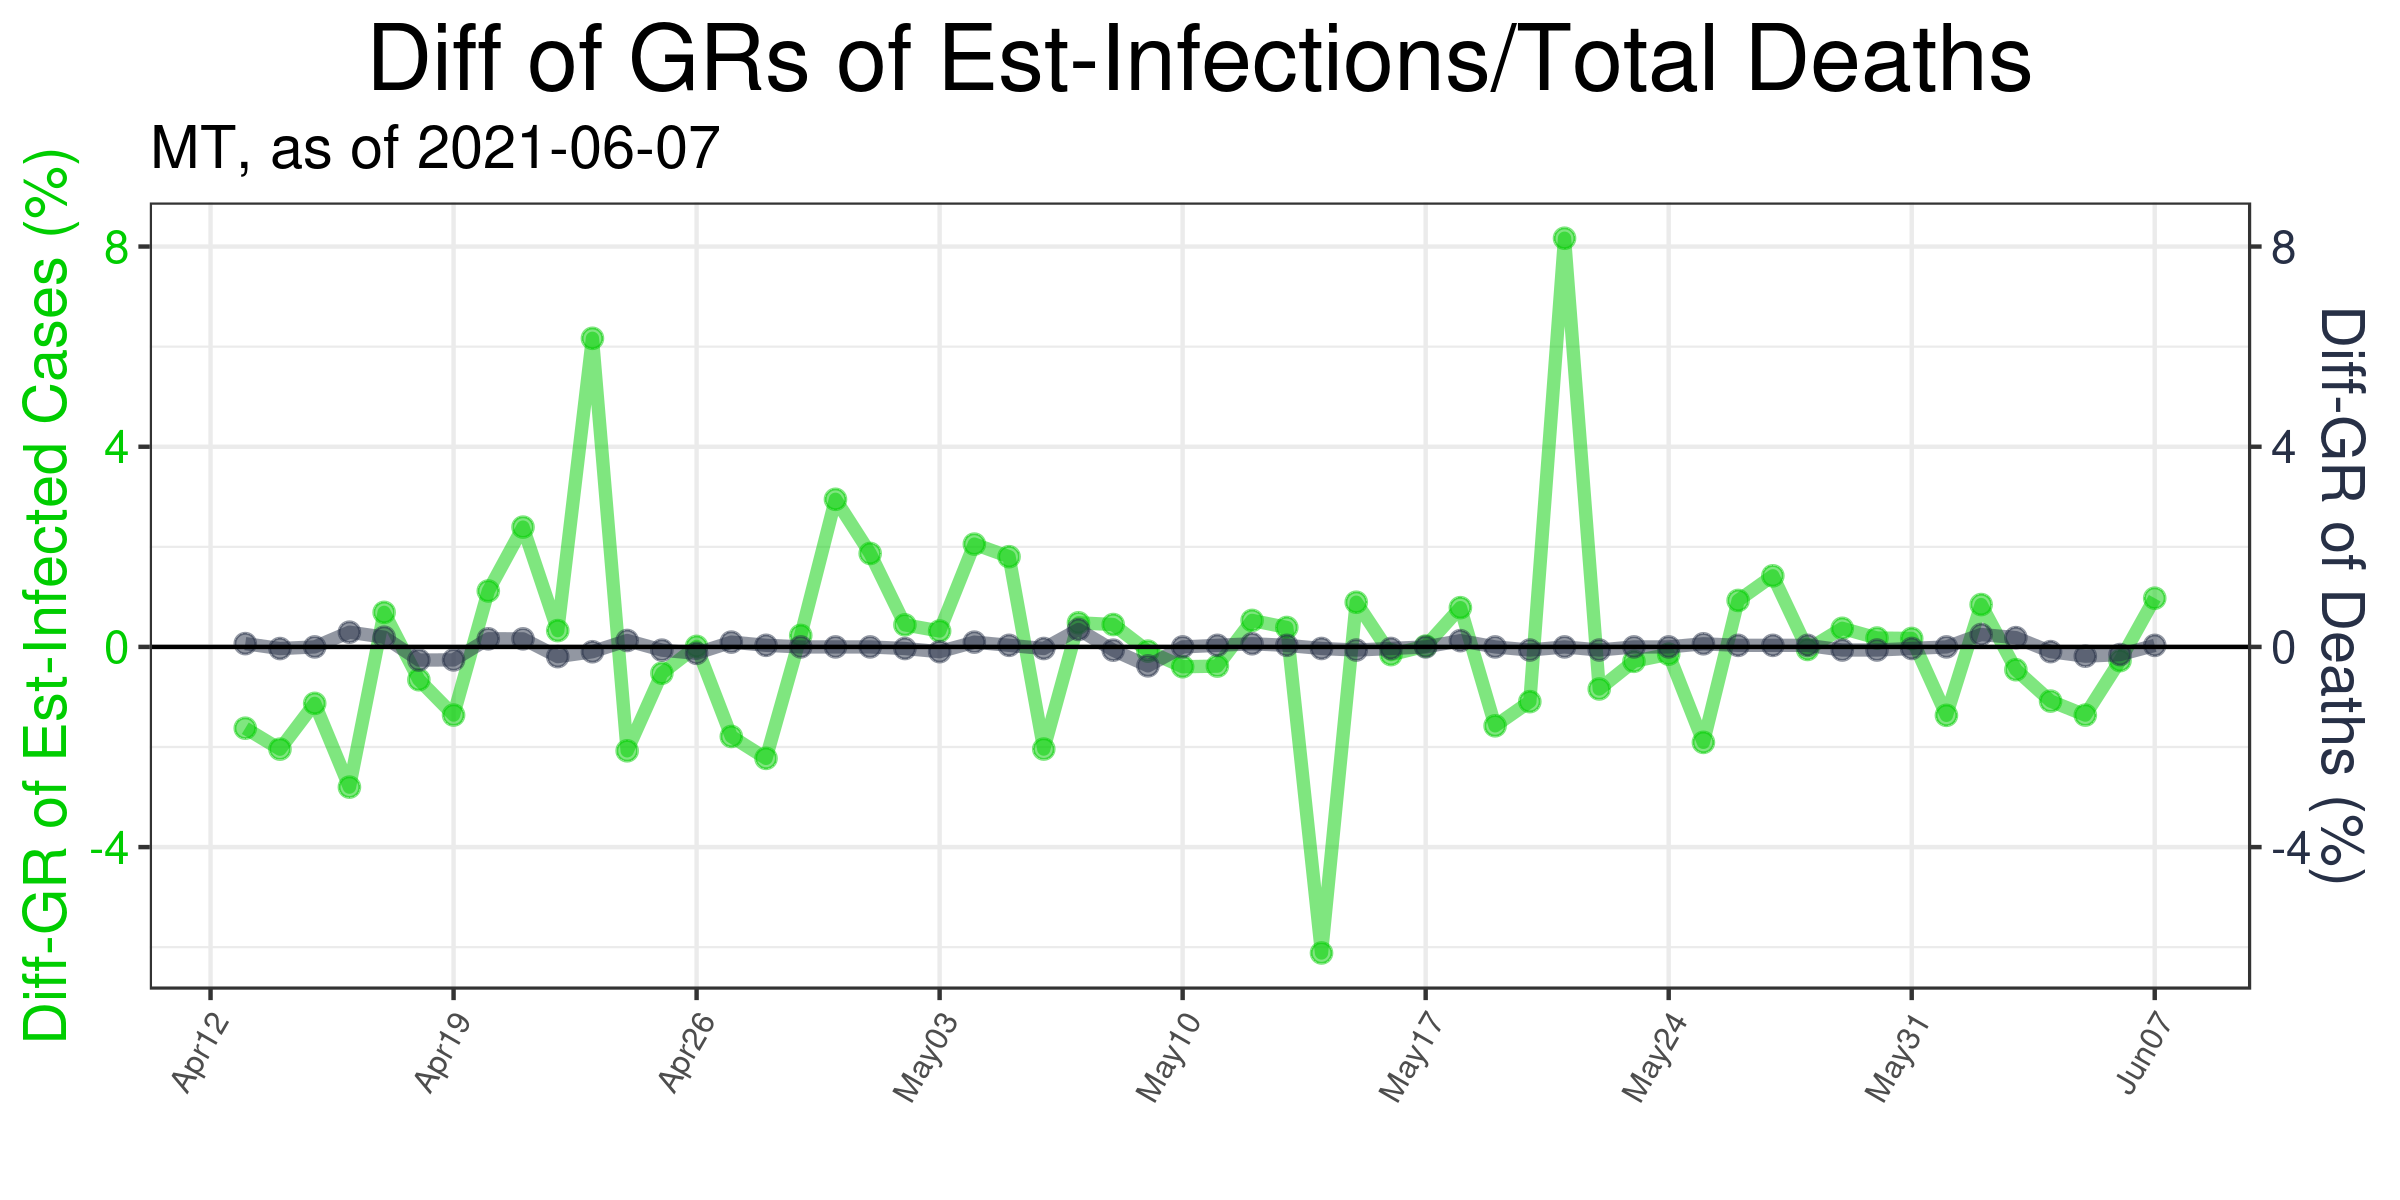 Diff of GRs of Est-Infections/Total Deaths
MT, as of 2021-06-07
Diff-GR of Est-Infected Cases (%)
8
4
0
-4
8
4
0
-4
Diff-GR of Deaths (%)
Apr12
Apr19
Apr26
May03
May10
May17
May24
May31
Jun07